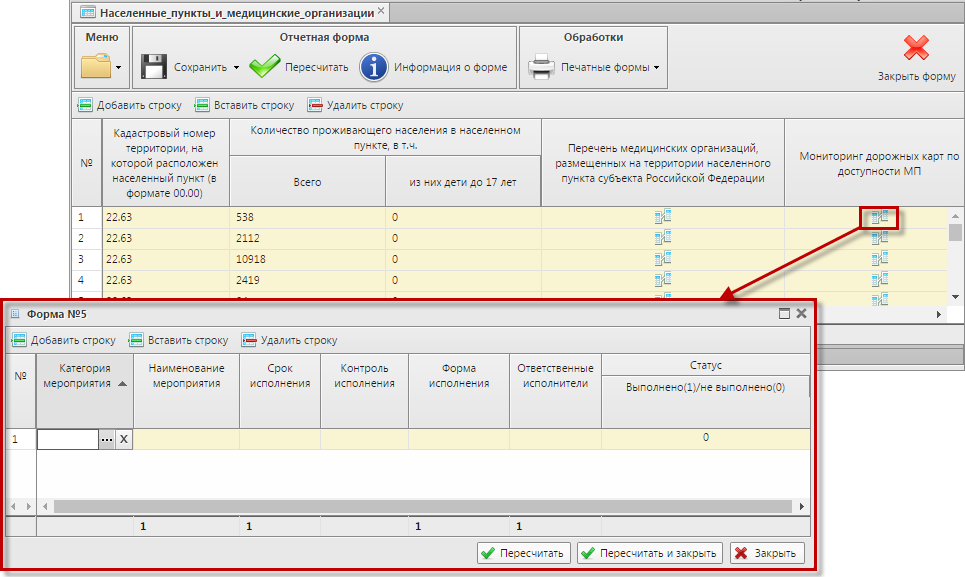 Населенные_пункты_и_медицинские_организации
Меню
Отчетная форма
Обработки
Сохранить
Пересчитать
Информация о форме
Печатные формы
Закрыть форму
Добавить строку
Вставить строку
Удалить строку
№
Кадастровый номер
территории, на
которой расположен
населенный пункт (в
формате 00.00)
Количество проживающего населения в населенном
пункте, в т.ч.
Всего
из них дети до 17 лет
Перечень медицинских организаций,
размещенных на территории населенного
пункта субъекта Российской Федерации
Мониторинг дорожных карт по
доступности МП
1 22.63 538 0
2 22.63 2112 0
3 22.63 10918 0
4 22.63 2419 0
Форма №5
Добавить строку
Вставить строку
Удалить строку
№
Категория
мероприятия
Наименование
мероприятия
Срок
исполнения
Контроль
исполнения
Форма
исполнения
Ответственные
исполнители
Статус
Выполнено(1)/не выполнено(0)
1 ... X 0
1 1 1 1
Пересчитать
Пересчитать и закрыть
Закрыть